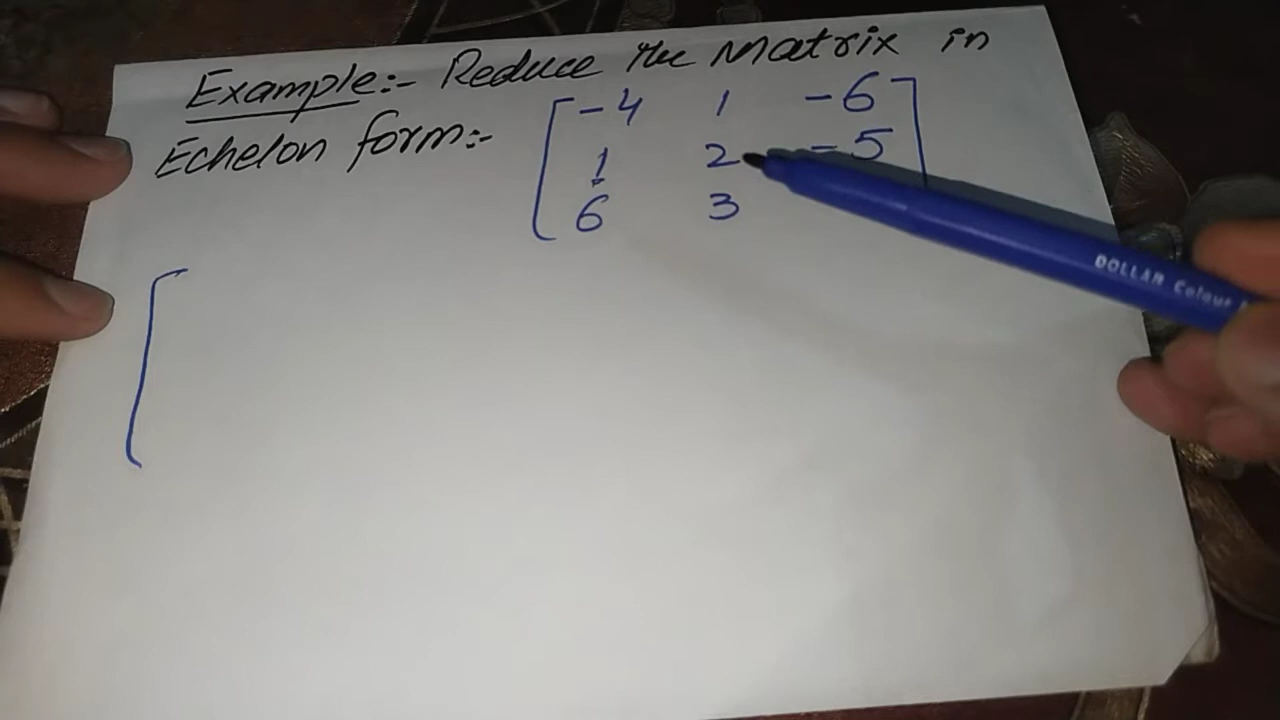 Example:- Reduce the Matrix in
Echelon form:-
-4 1 -6
1 2 -5
6 3
DOLLAR Colour